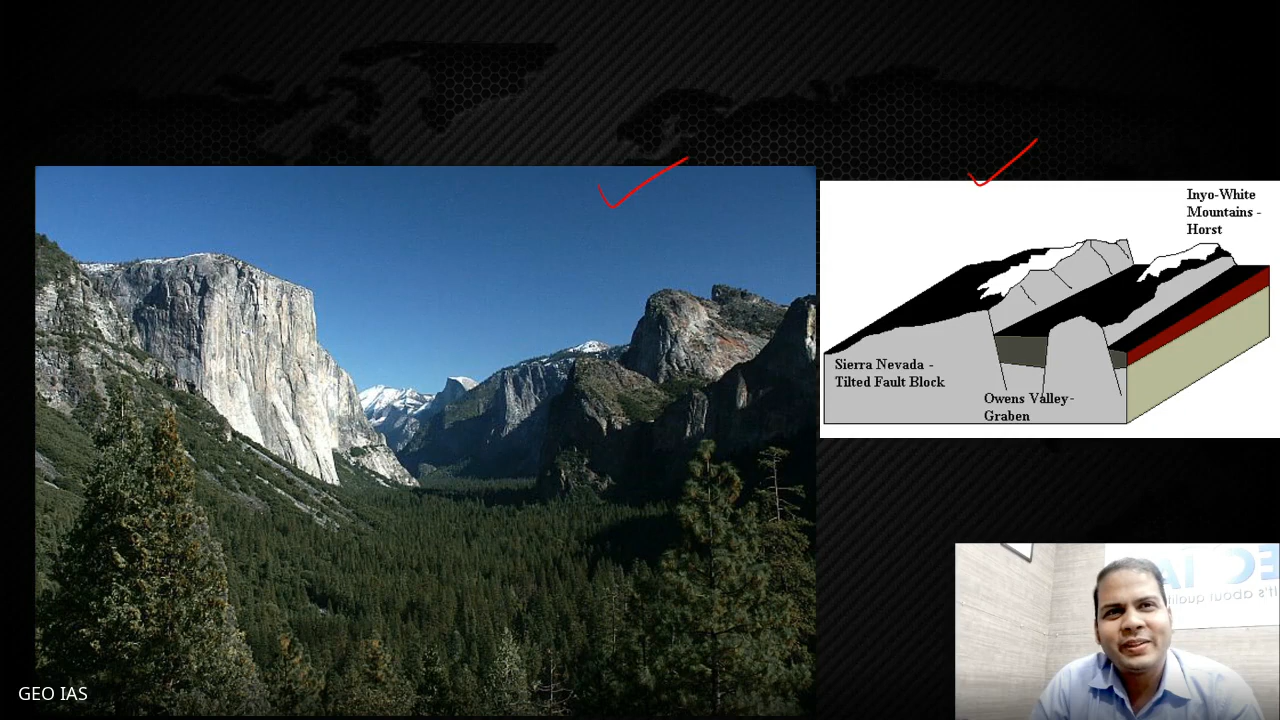 Inyo-White
Mountains -
Horst
Sierra Nevada -
Tilted Fault Block
Owens Valley-
Graben
GEO IAS